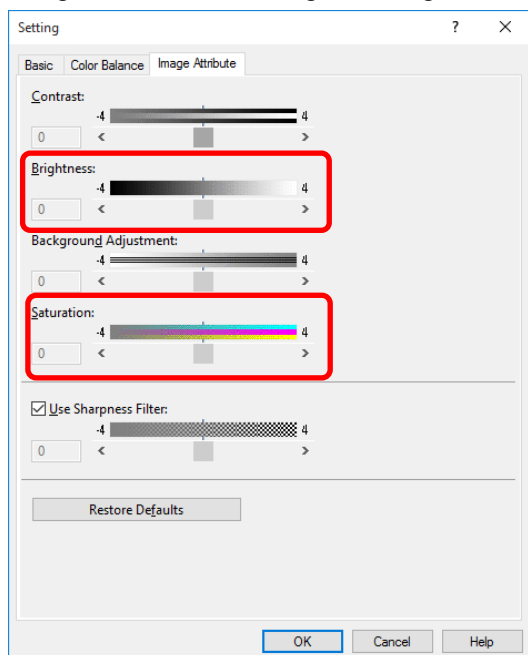 Setting ? X
Basic Color Balance Image Attribute
Contrast:
-4 4
0 < >
Brightness:
-4 4
0 < >
Background Adjustment:
-4 4
0 < >
Saturation:
-4 4
0 < >
Use Sharpness Filter:
-4 4
0 < >
Restore Defaults
OK Cancel Help